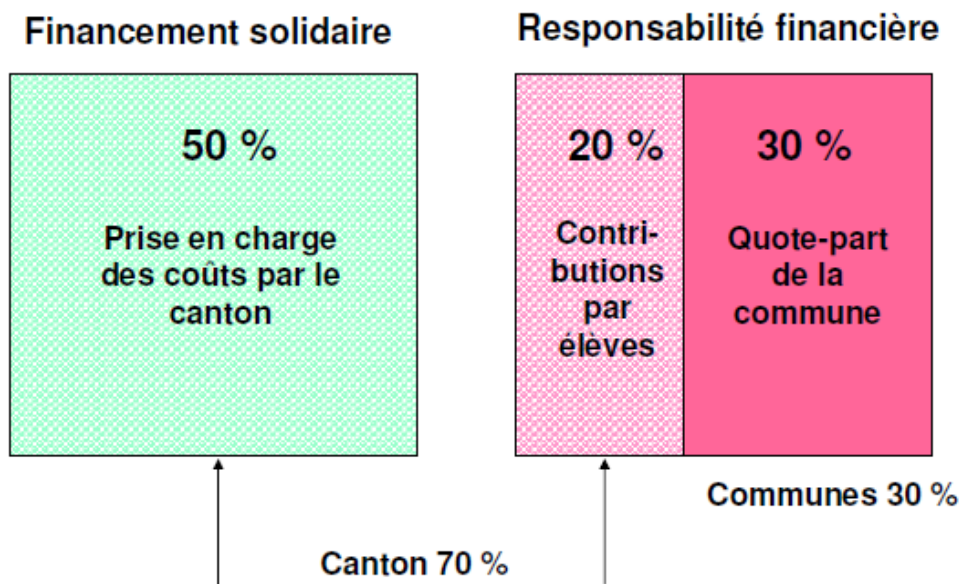 Financement solidaire
Responsabilité financière
50 %
Prise en charge
des coûts par le
canton
20 %
Contri-
butions
par
élèves
30 %
Quote-part
de la
commune
Communes 30 %
Canton 70 %